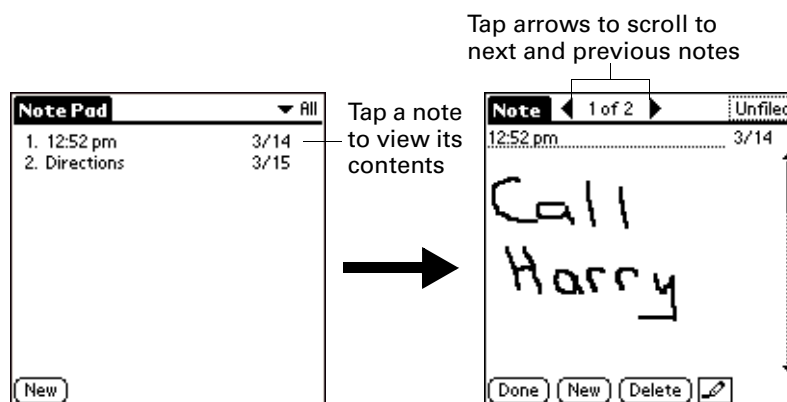 Tap arrows to scroll to
next and previous notes
Note Pad All
1. 12:52 pm 3/14
2. Directions 3/15
New
Tap a note
to view its
contents
Note 1 of 2 Unfiled
12:52 pm 3/14
Call
Harry
Done New Delete